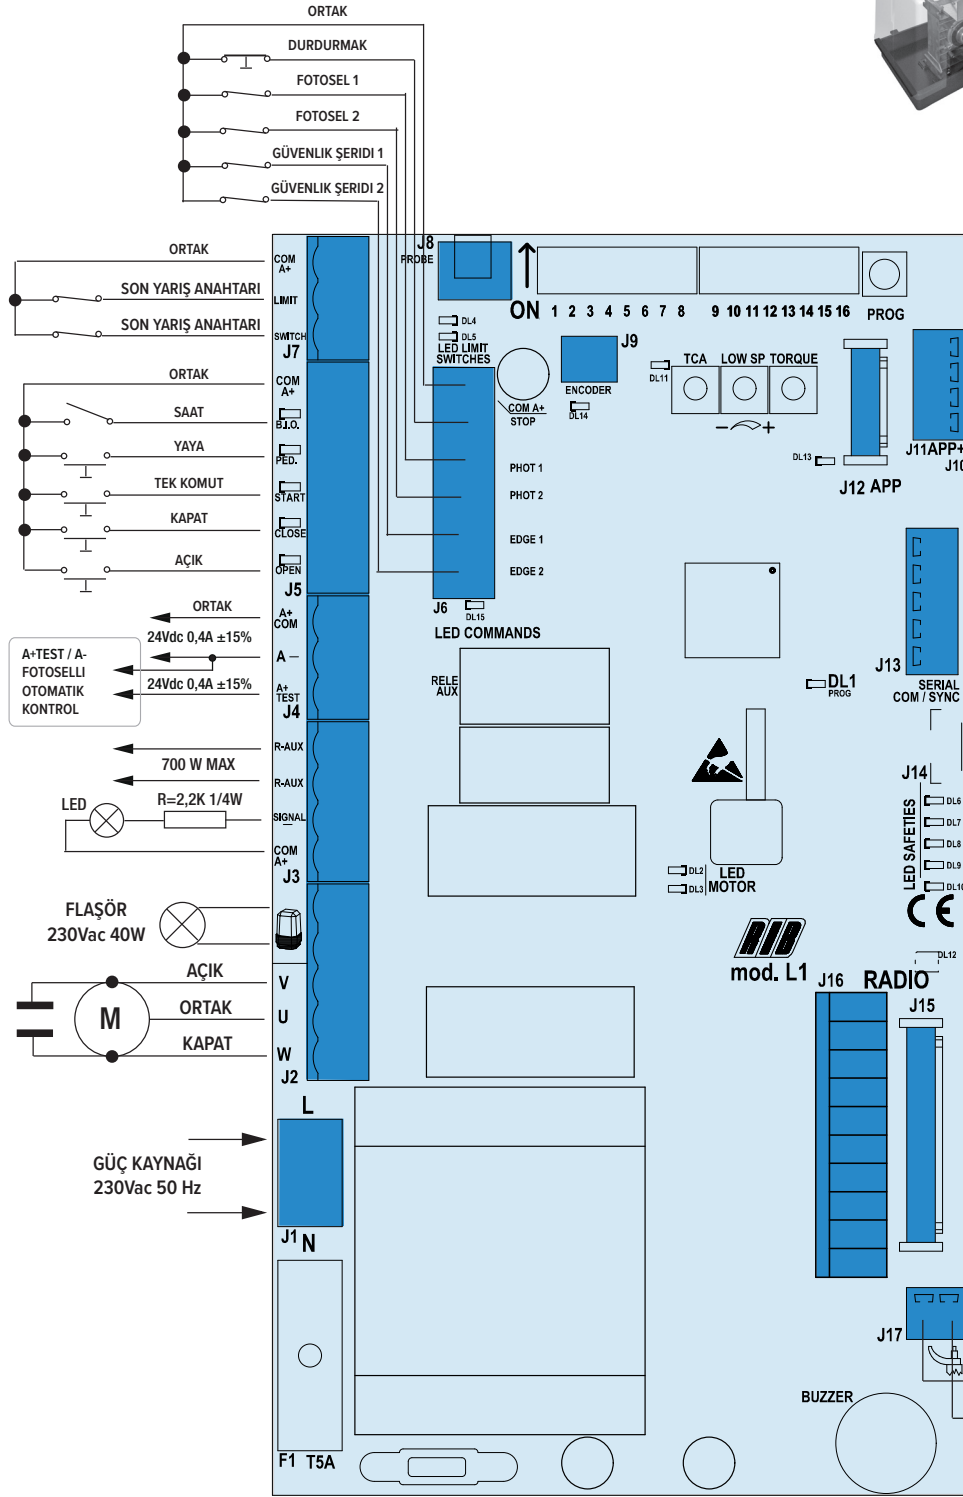 ORTAK
DURDURMAK
FOTOSEL 1
FOTOSEL 2
GÜVENLIK ŞERIDI 1
GÜVENLIK ŞERIDI 2
ORTAK
SON YARIŞ ANAHTARI
SON YARIŞ ANAHTARI
COM
A+
LIMIT
SWITCH
J7
J8
PROBE
ON
1 2 3 4 5 6 7 8
9 10 11 12 13 14 15 16
PROG
DL4
DL5
LED LIMIT
SWITCHES
J9
ENCODER
DL14
DL11
TCA
LOW SP
TORQUE
− +
DL13
J12 APP
J11APP+
J10
ORTAK
SAAT
YAYA
TEK KOMUT
KAPAT
AÇIK
COM
A+
B.I.O.
PED.
START
CLOSE
OPEN
J5
COM A+
STOP
PHOT 1
PHOT 2
EDGE 1
EDGE 2
J6
DL15
LED COMMANDS
ORTAK
24Vdc 0,4A ±15%
24Vdc 0,4A ±15%
A+TEST / A-
FOTOSELLI
OTOMATIK
KONTROL
A+
COM
A −
A+
TEST
J4
RELE
AUX
J13
SERIAL
COM / SYNC
DL1
PROG
700 W MAX
LED
R=2,2K 1/4W
R-AUX
R-AUX
SIGNAL
COM
A+
J3
J14
LED SAFETIES
DL6
DL7
DL8
DL9
DL10
DL2
DL3
LED
MOTOR
CE
FLAŞÖR
230Vac 40W
RIB
mod. L1
DL12
J16
RADIO
J15
AÇIK
ORTAK
KAPAT
M
V
U
W
J2
L
GÜÇ KAYNAĞI
230Vac 50 Hz
J1 N
J17
BUZZER
F1 T5A